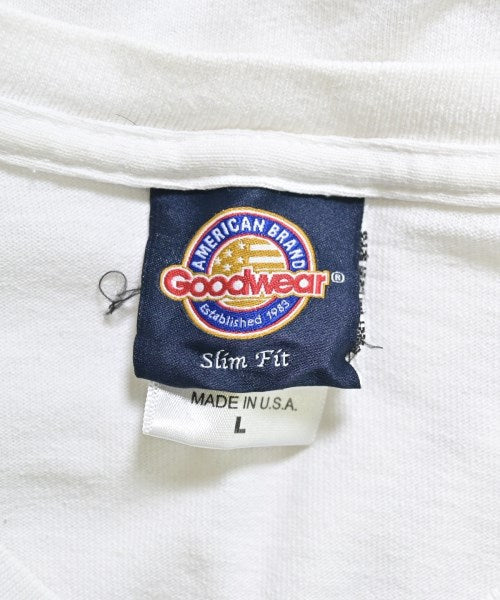 AMERICAN BRAND
Goodwear®
Established 1983
Slim Fit
MADE IN U.S.A.
L